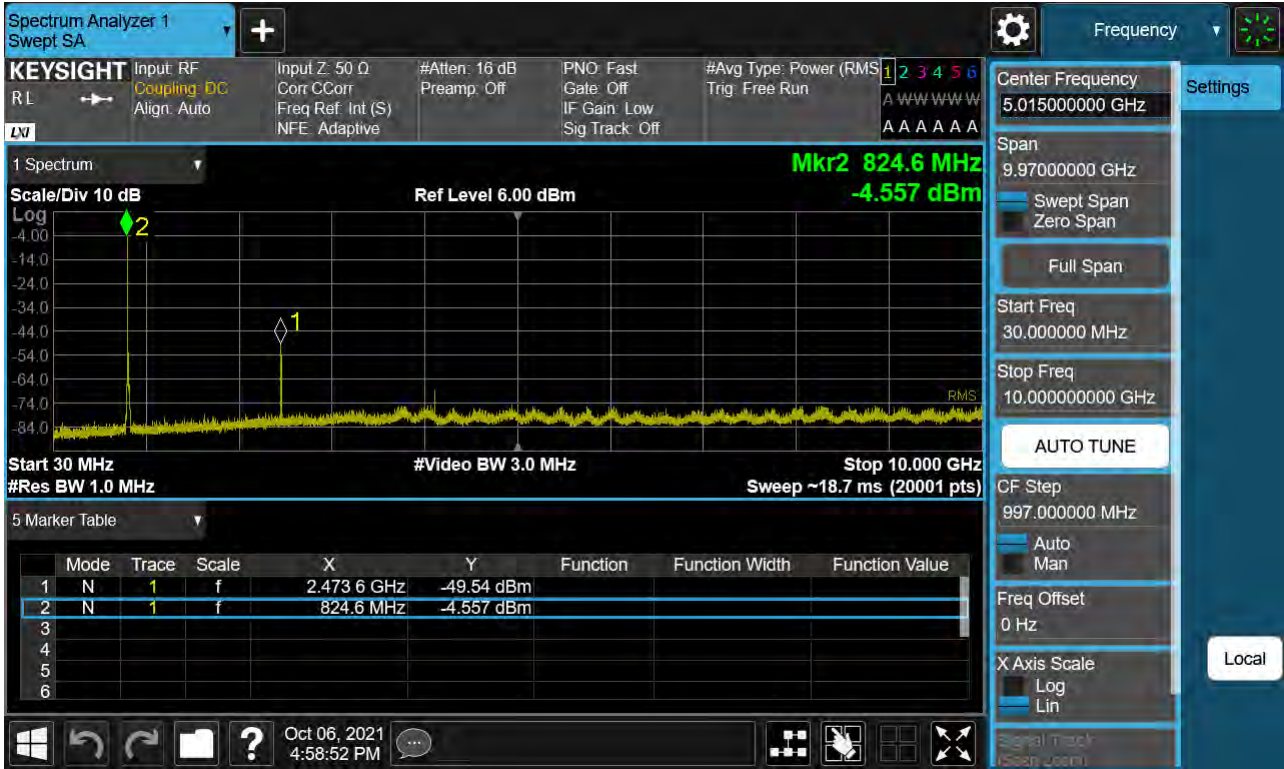 Spectrum Analyzer 1
Swept SA
+
Frequency
KEYSIGHT
RL
LXI
Input: RF
Coupling: DC
Align: Auto
Input Z: 50 Ω
Corr CCorr
Freq Ref: Int (S)
NFE: Adaptive
#Atten: 16 dB
Preamp: Off
PNO: Fast
Gate: Off
IF Gain: Low
Sig Track: Off
#Avg Type: Power (RMS
Trig: Free Run
1 2 3 4 5 6
A W W W W W
A A A A A A
1 Spectrum
Mkr2 824.6 MHz
-4.557 dBm
Scale/Div 10 dB
Ref Level 6.00 dBm
Log
-4.00
-14.0
-24.0
-34.0
-44.0
-54.0
-64.0
-74.0
-84.0
2
1
RMS
Start 30 MHz
#Video BW 3.0 MHz
Stop 10.000 GHz
#Res BW 1.0 MHz
Sweep ~18.7 ms (20001 pts)
5 Marker Table
Mode Trace Scale X Y Function Function Width Function Value
1 N 1 f 2.473 6 GHz -49.54 dBm
2 N 1 f 824.6 MHz -4.557 dBm
3
4
5
6
?
Oct 06, 2021
4:58:52 PM
Center Frequency
5.015000000 GHz
Settings
Span
9.97000000 GHz
Swept Span
Zero Span
Full Span
Start Freq
30.000000 MHz
Stop Freq
10.000000000 GHz
AUTO TUNE
CF Step
997.000000 MHz
Auto
Man
Freq Offset
0 Hz
X Axis Scale
Log
Lin
Local
Signal Track
(Span Zoom)